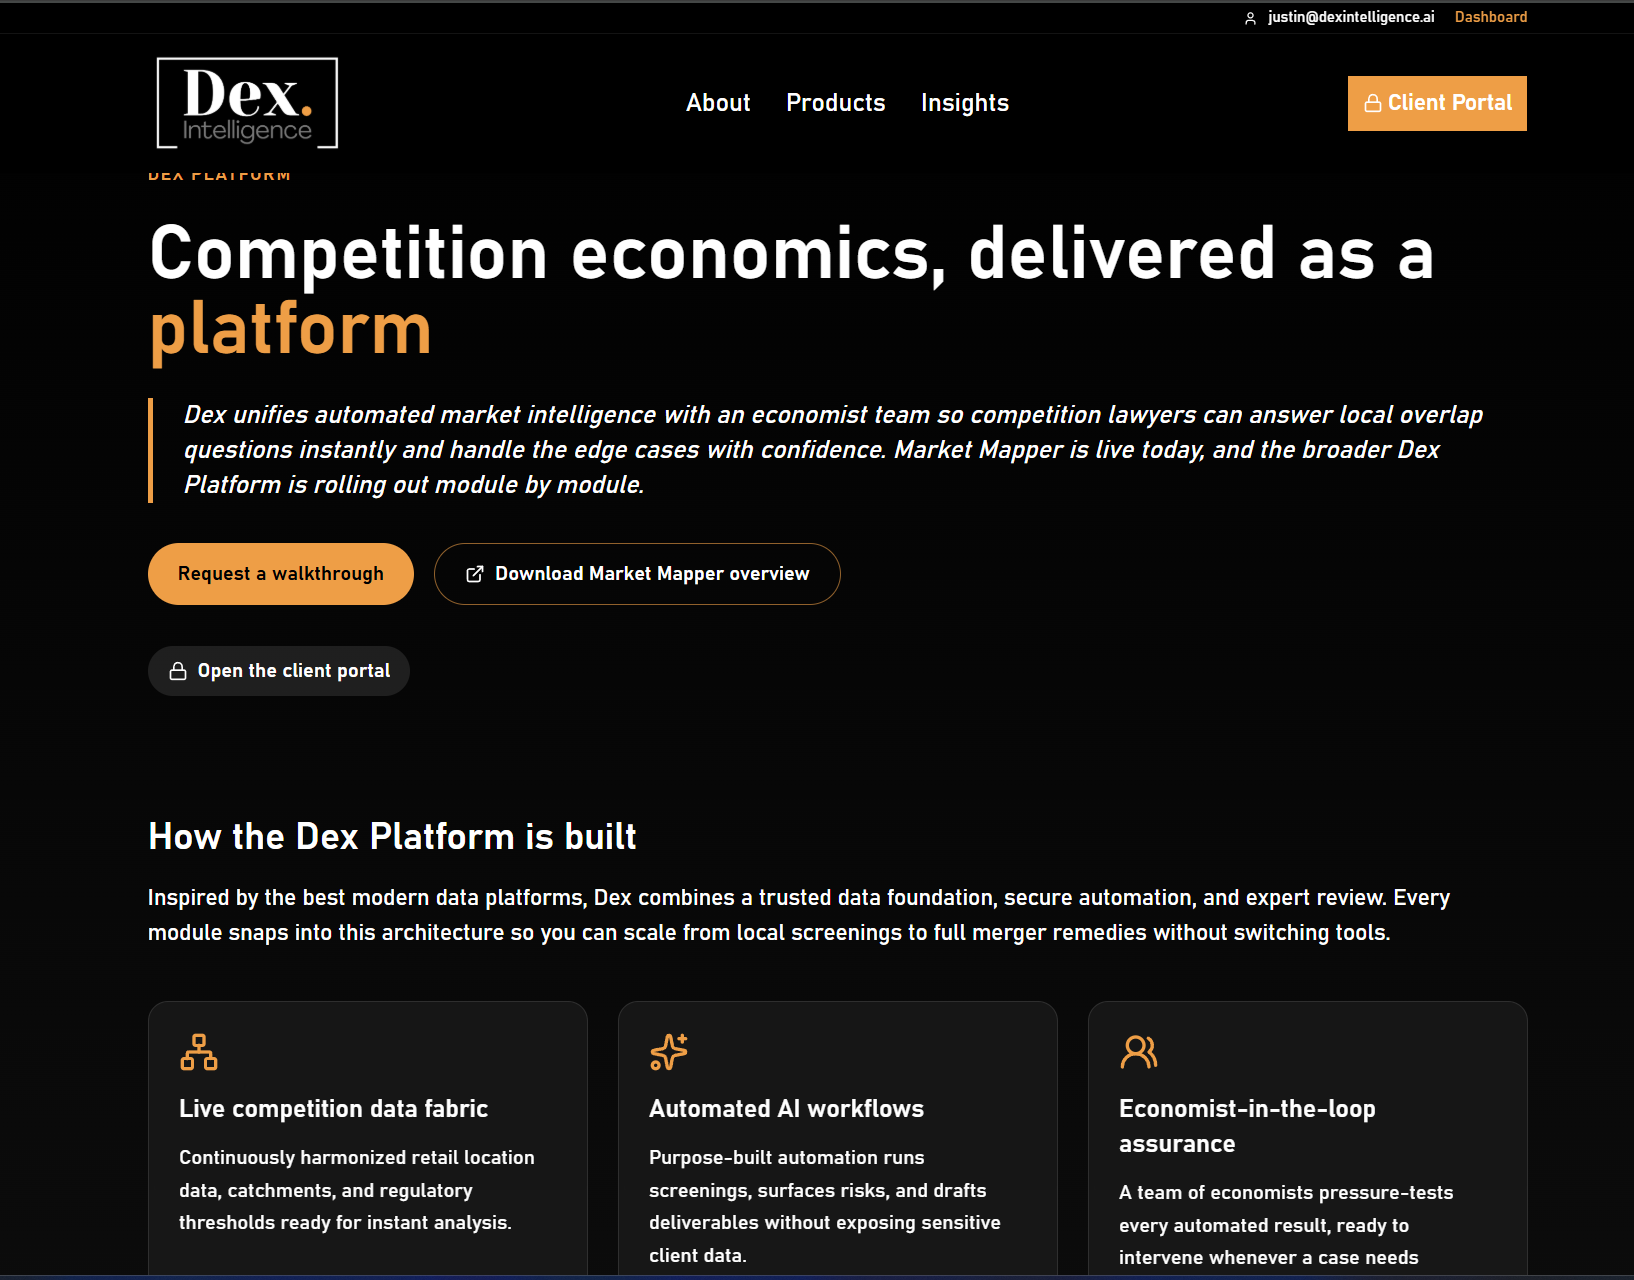 justin@dexintelligence.ai Dashboard
Dex.
Intelligence
About Products Insights
Client Portal
DEX PLATFORM
Competition economics, delivered as a
platform
Dex unifies automated market intelligence with an economist team so competition lawyers can answer local overlap
questions instantly and handle the edge cases with confidence. Market Mapper is live today, and the broader Dex
Platform is rolling out module by module.
Request a walkthrough
Download Market Mapper overview
Open the client portal
How the Dex Platform is built
Inspired by the best modern data platforms, Dex combines a trusted data foundation, secure automation, and expert review. Every
module snaps into this architecture so you can scale from local screenings to full merger remedies without switching tools.
Live competition data fabric
Continuously harmonized retail location
data, catchments, and regulatory
thresholds ready for instant analysis.
Automated AI workflows
Purpose-built automation runs
screenings, surfaces risks, and drafts
deliverables without exposing sensitive
client data.
Economist-in-the-loop
assurance
A team of economists pressure-tests
every automated result, ready to
intervene whenever a case needs